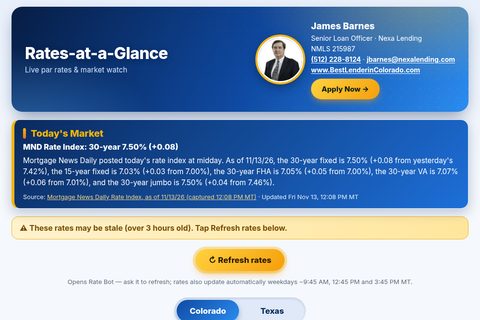 Rates-at-a-Glance
Live par rates & market watch
James Barnes
Senior Loan Officer · Nexa Lending
NMLS 215987
(512) 228-8124 · jbarnes@nexalending.com
www.BestLenderinColorado.com
Apply Now →
Today's Market
MND Rate Index: 30-year 7.50% (+0.08)
Mortgage News Daily posted today's rate index at midday. As of 11/13/26, the 30-year fixed is 7.50% (+0.08 from yesterday's
7.42%), the 15-year fixed is 7.03% (+0.03 from 7.00%), the 30-year FHA is 7.05% (+0.05 from 7.00%), the 30-year VA is 7.07%
(+0.06 from 7.01%), and the 30-year jumbo is 7.50% (+0.04 from 7.46%).
Source: Mortgage News Daily Rate Index, as of 11/13/26 (captured 12:08 PM MT) · Updated Fri Nov 13, 12:08 PM MT
⚠ These rates may be stale (over 3 hours old). Tap Refresh rates below.
↻ Refresh rates
Opens Rate Bot — ask it to refresh; rates also update automatically weekdays ~9:45 AM, 12:45 PM and 3:45 PM MT.
Colorado
Texas